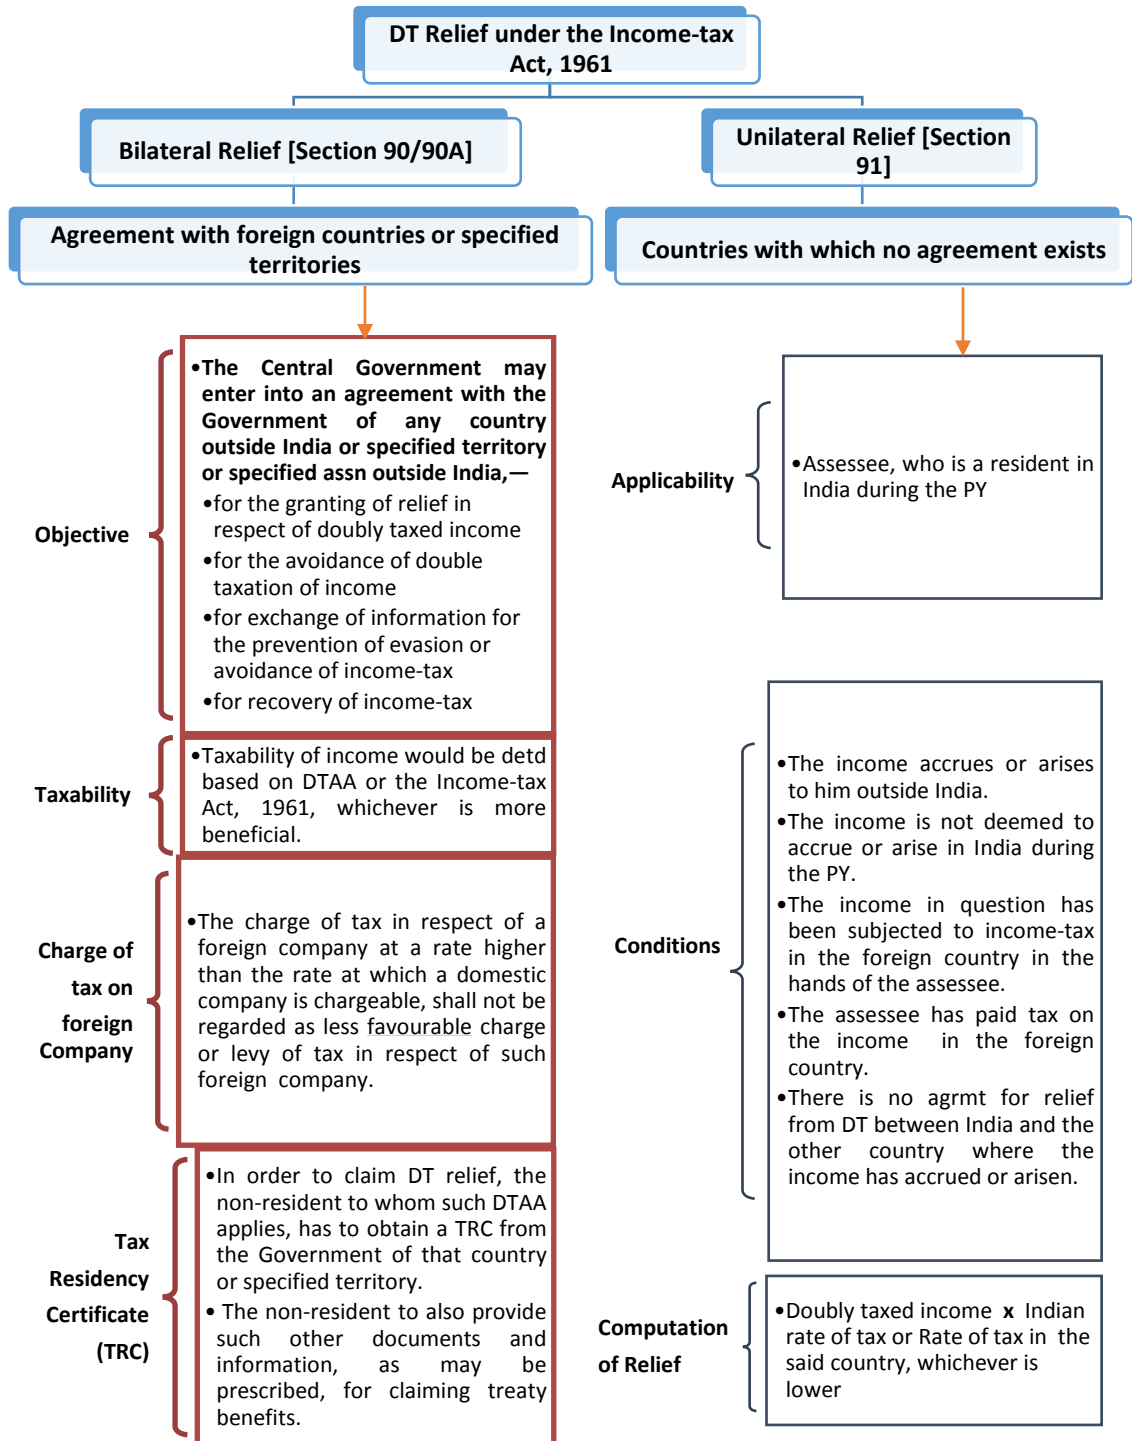 DT Relief under the Income-tax
Act, 1961
Bilateral Relief [Section 90/90A]
Agreement with foreign countries or specified
territories
Objective
•The Central Government may
enter into an agreement with the
Government of any country
outside India or specified territory
or specified assn outside India,—
•for the granting of relief in
respect of doubly taxed income
•for the avoidance of double
taxation of income
•for exchange of information for
the prevention of evasion or
avoidance of income-tax
•for recovery of income-tax
Taxability
•Taxability of income would be detd
based on DTAA or the Income-tax
Act, 1961, whichever is more
beneficial.
Charge of
tax on
foreign
Company
•The charge of tax in respect of a
foreign company at a rate higher
than the rate at which a domestic
company is chargeable, shall not be
regarded as less favourable charge
or levy of tax in respect of such
foreign company.
Tax
Residency
Certificate
(TRC)
•In order to claim DT relief, the
non-resident to whom such DTAA
applies, has to obtain a TRC from
the Government of that country
or specified territory.
• The non-resident to also provide
such other documents and
information, as may be
prescribed, for claiming treaty
benefits.
Unilateral Relief [Section
91]
Countries with which no agreement exists
Applicability
•Assessee, who is a resident in
India during the PY
Conditions
•The income accrues or arises
to him outside India.
•The income is not deemed to
accrue or arise in India during
the PY.
•The income in question has
been subjected to income-tax
in the foreign country in the
hands of the assessee.
•The assessee has paid tax on
the income in the foreign
country.
•There is no agrmt for relief
from DT between India and the
other country where the
income has accrued or arisen.
Computation
of Relief
•Doubly taxed income x Indian
rate of tax or Rate of tax in the
said country, whichever is
lower